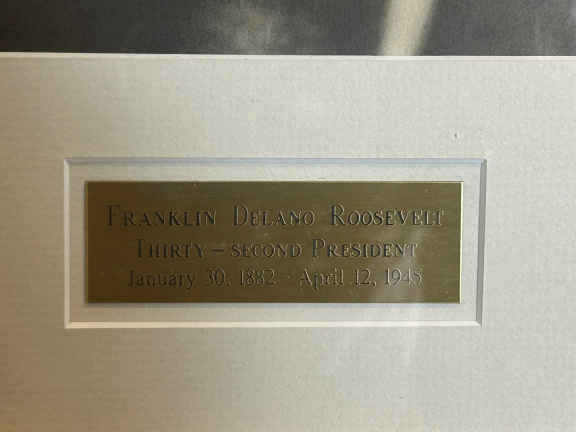 Franklin Delano Roosevelt
Thirty-second President
January 30, 1882 - April 12, 1945